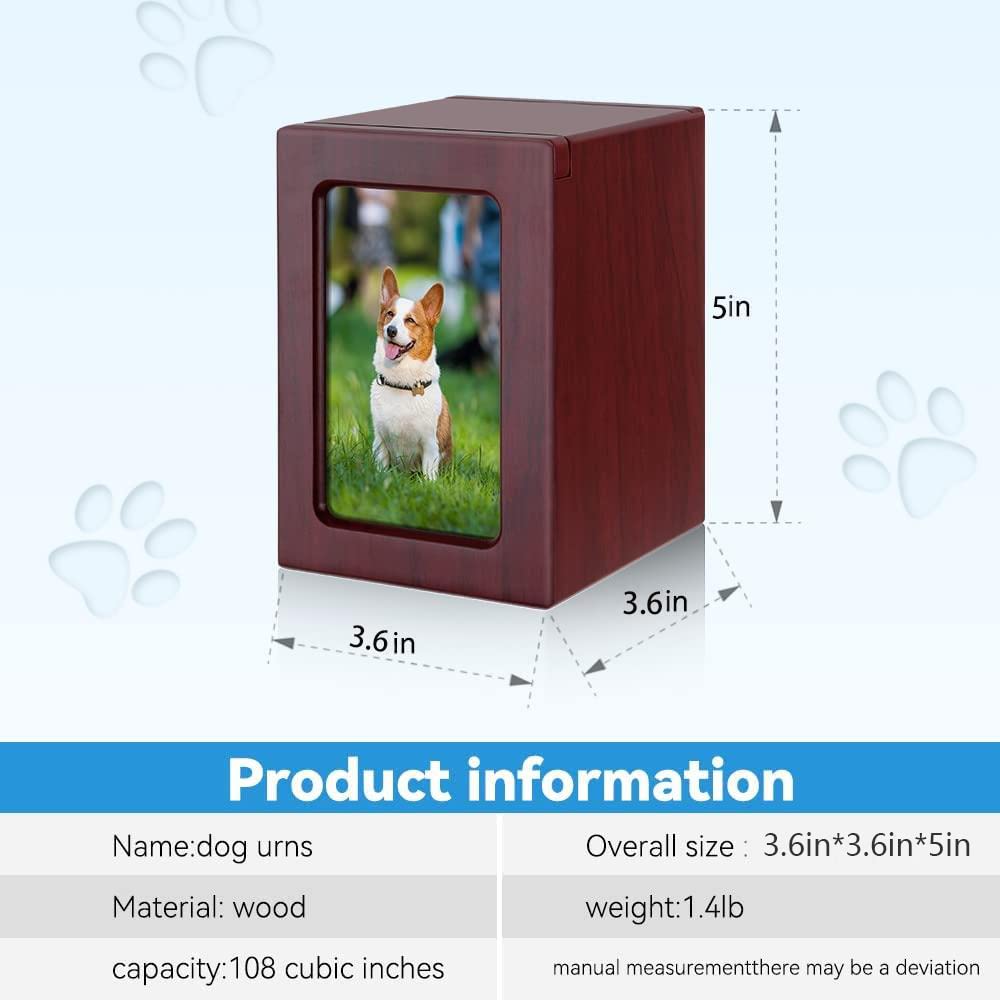 5in
3.6in
3.6in
Product information
Name:dog urns
Overall size : 3.6in*3.6in*5in
Material: wood
weight:1.4lb
capacity:108 cubic inches
manual measurementthere may be a deviation